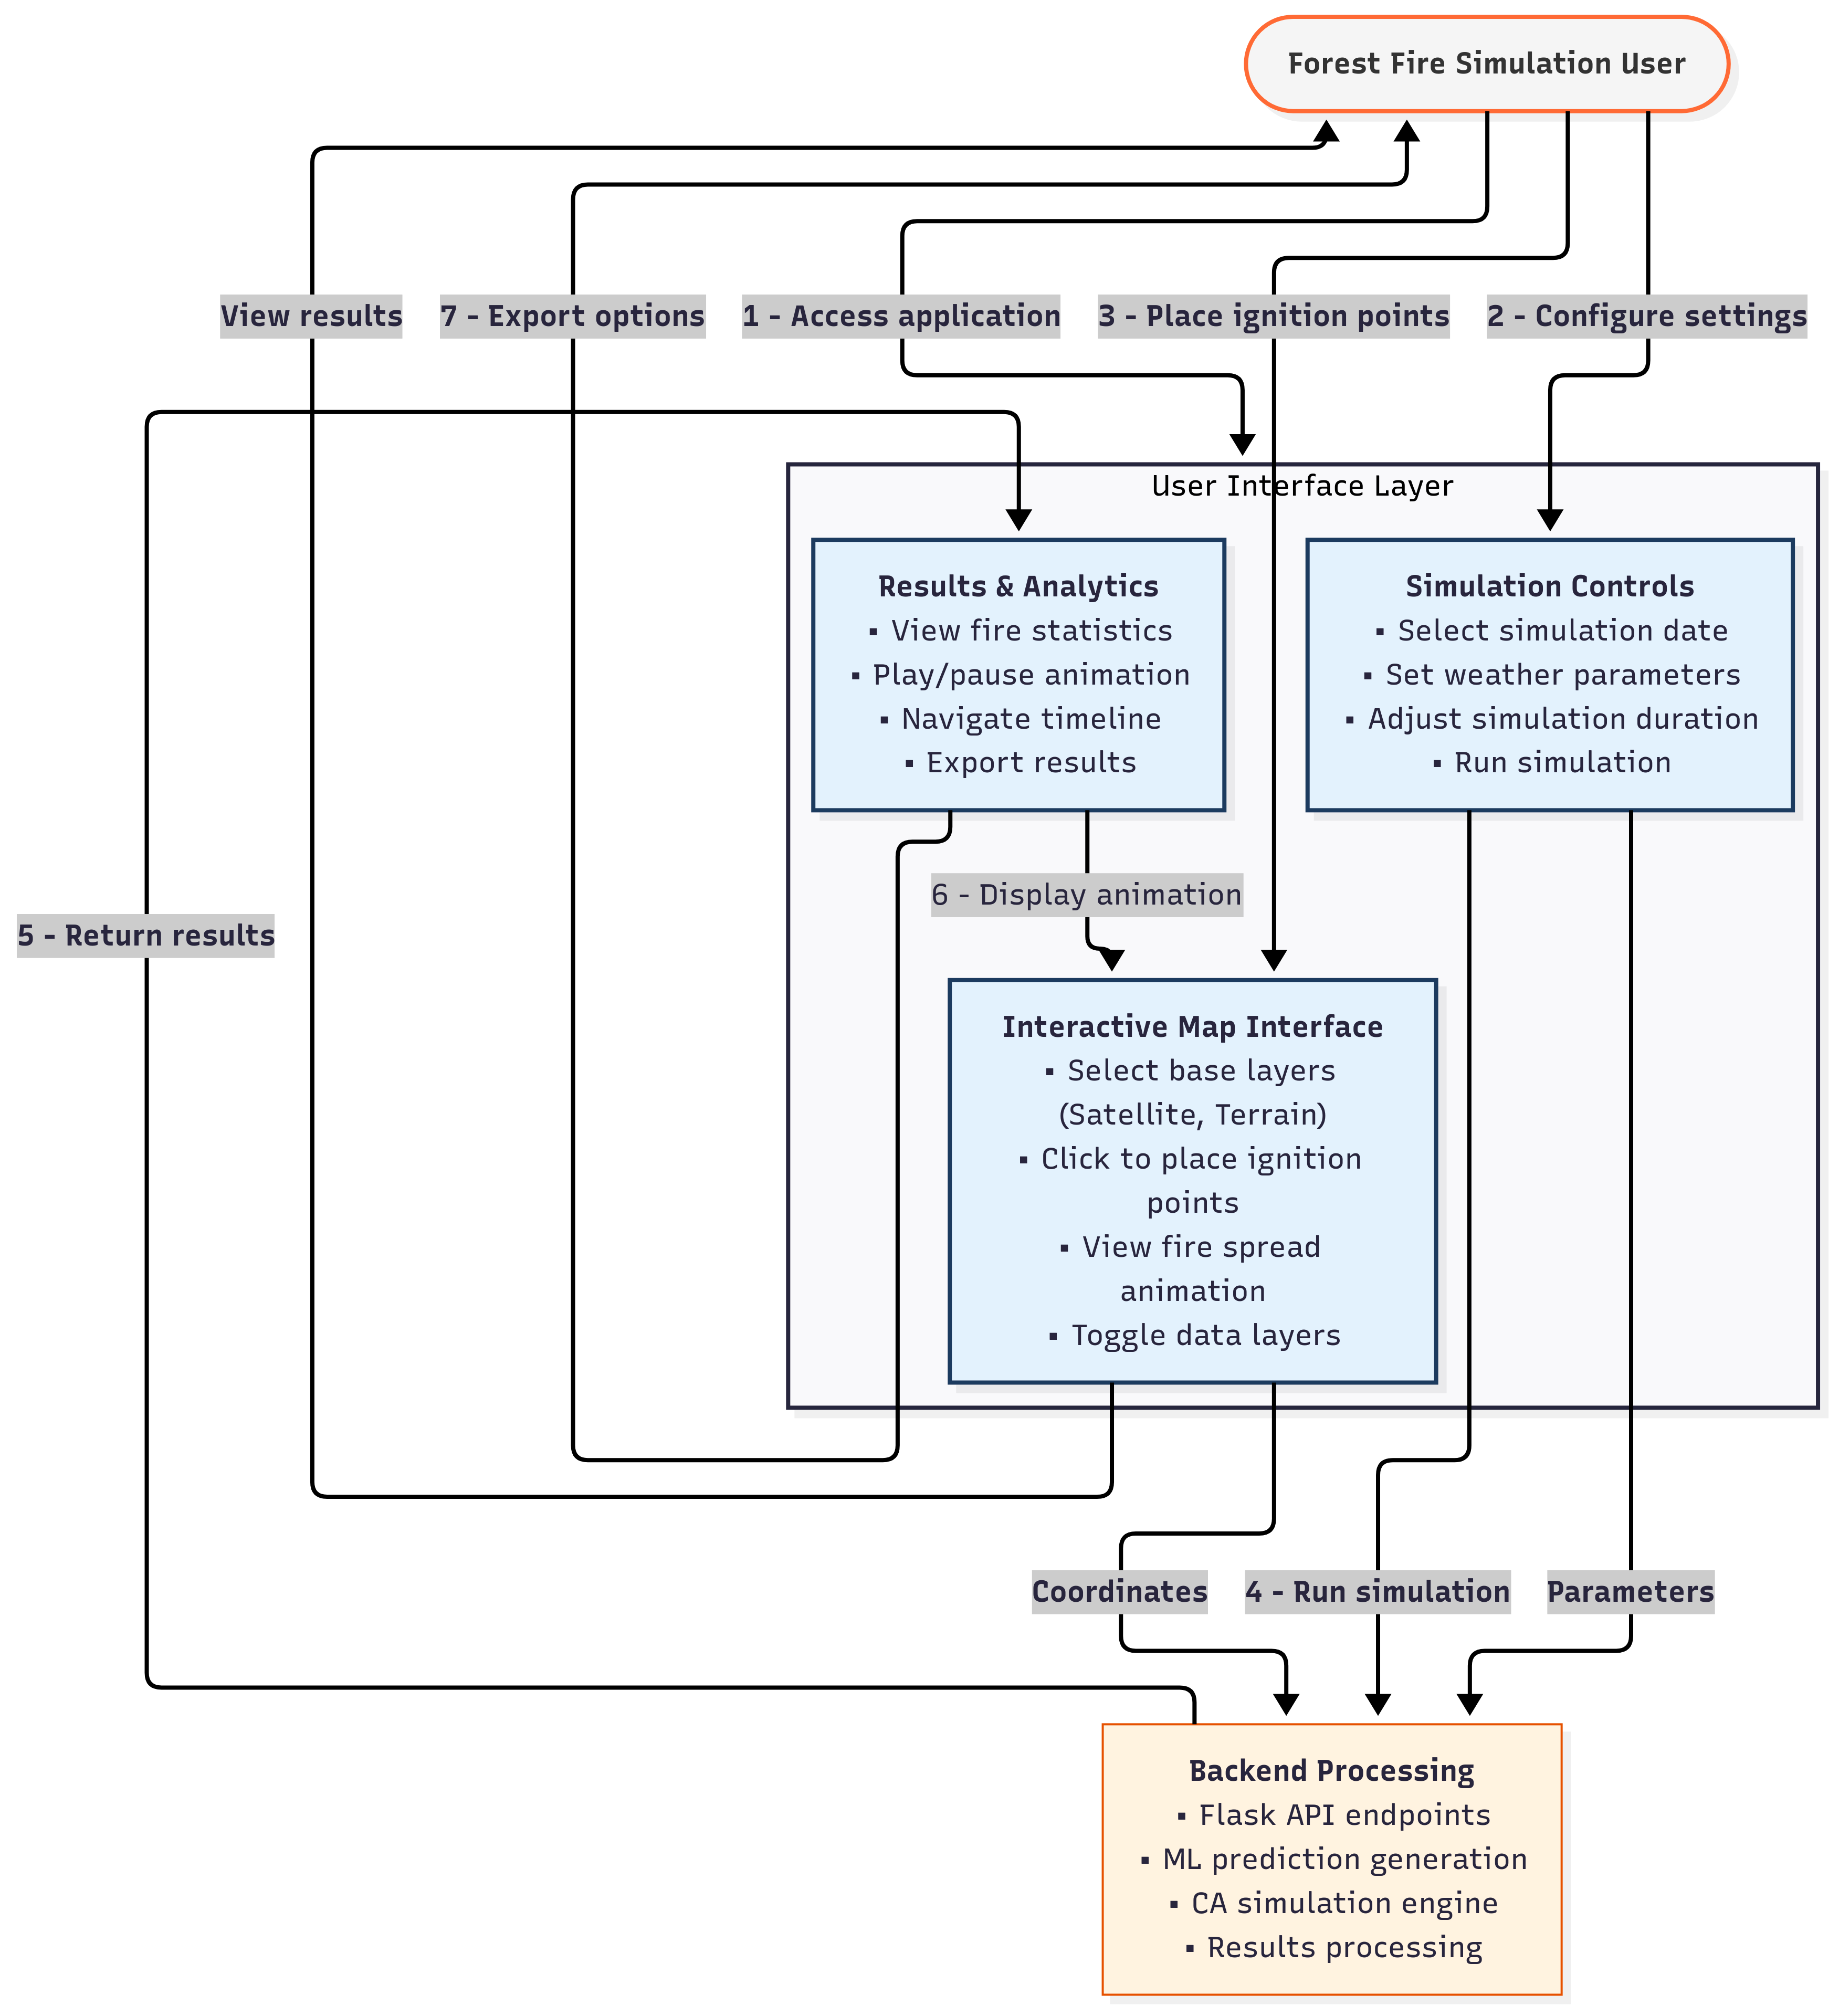 Forest Fire Simulation User
View results
7 - Export options
1 - Access application
3 - Place ignition points
2 - Configure settings
User Interface Layer
Results & Analytics
▪ View fire statistics
▪ Play/pause animation
▪ Navigate timeline
▪ Export results
Simulation Controls
▪ Select simulation date
▪ Set weather parameters
▪ Adjust simulation duration
▪ Run simulation
6 - Display animation
5 - Return results
Interactive Map Interface
▪ Select base layers
(Satellite, Terrain)
▪ Click to place ignition
points
▪ View fire spread
animation
▪ Toggle data layers
Coordinates
4 - Run simulation
Parameters
Backend Processing
▪ Flask API endpoints
▪ ML prediction generation
▪ CA simulation engine
▪ Results processing